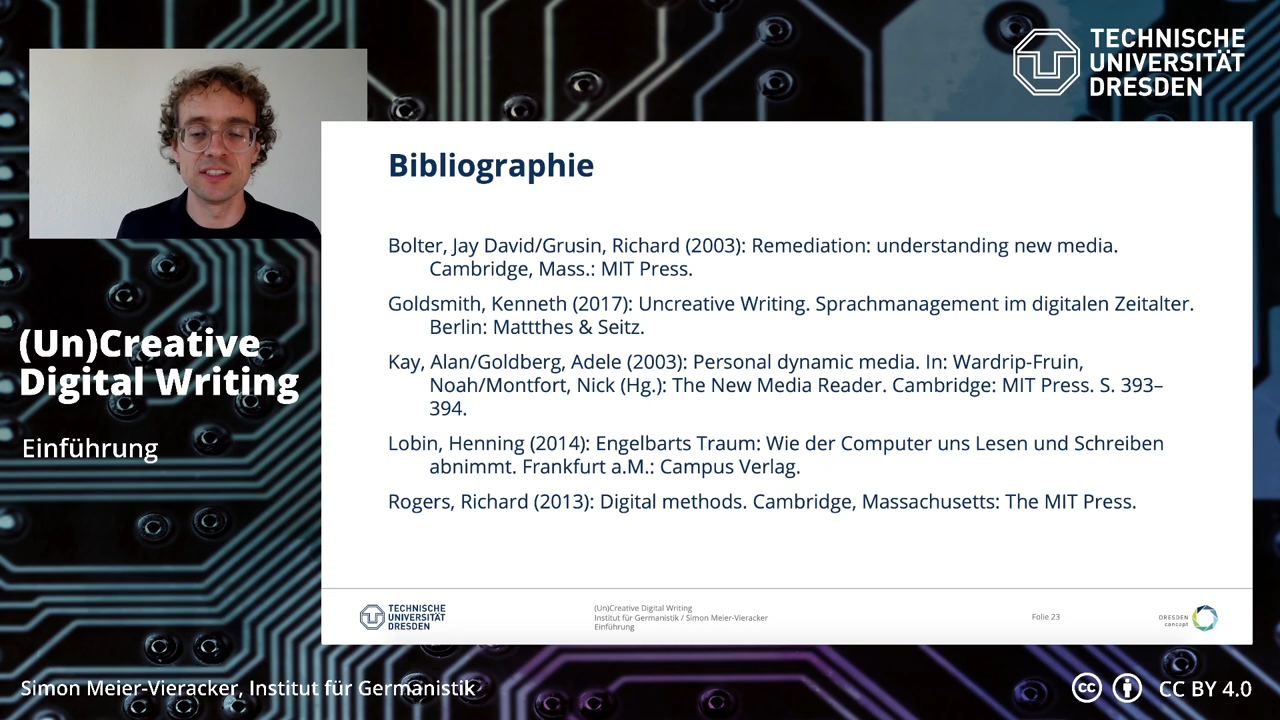 TECHNISCHE
UNIVERSITÄT
DRESDEN
Bibliographie
Bolter, Jay David/Grusin, Richard (2003): Remediation: understanding new media.
Cambridge, Mass.: MIT Press.
Goldsmith, Kenneth (2017): Uncreative Writing. Sprachmanagement im digitalen Zeitalter.
Berlin: Mattthes & Seitz.
Kay, Alan/Goldberg, Adele (2003): Personal dynamic media. In: Wardrip-Fruin,
Noah/Montfort, Nick (Hg.): The New Media Reader. Cambridge: MIT Press. S. 393–
394.
Lobin, Henning (2014): Engelbarts Traum: Wie der Computer uns Lesen und Schreiben
abnimmt. Frankfurt a.M.: Campus Verlag.
Rogers, Richard (2013): Digital methods. Cambridge, Massachusetts: The MIT Press.
(Un)Creative
Digital Writing
Einführung
TECHNISCHE
UNIVERSITÄT
DRESDEN
(Un)Creative Digital Writing
Institut für Germanistik / Simon Meier-Vieracker
Einführung
Folie 23
DRESDEN
concept
Simon Meier-Vieracker, Institut für Germanistik
cc
CC BY 4.0